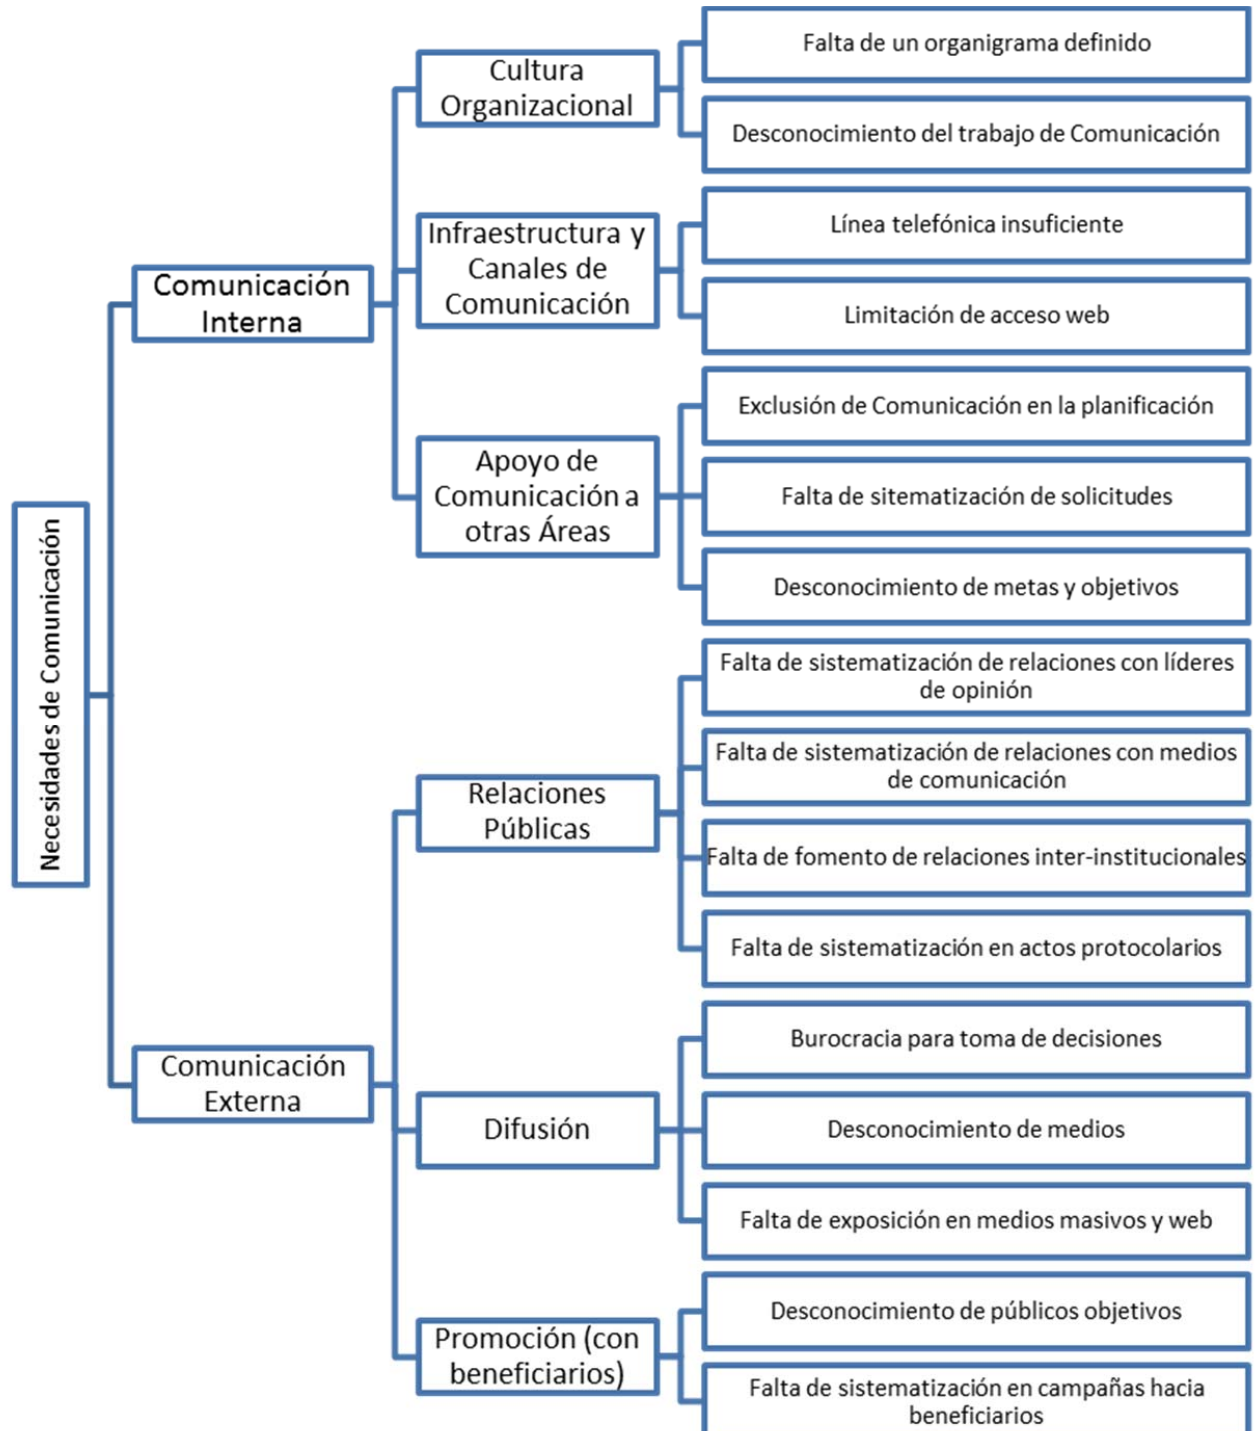 Necesidades de Comunicación
Comunicación
Interna
Cultura
Organizacional
Falta de un organigrama definido
Desconocimiento del trabajo de Comunicación
Infraestructura y
Canales de
Comunicación
Línea telefónica insuficiente
Limitación de acceso web
Apoyo de
Comunicación a
otras Áreas
Exclusión de Comunicación en la planificación
Falta de sitematización de solicitudes
Desconocimiento de metas y objetivos
Comunicación
Externa
Relaciones
Públicas
Falta de sistematización de relaciones con líderes
de opinión
Falta de sistematización de relaciones con medios
de comunicación
Falta de fomento de relaciones inter-institucionales
Falta de sistematización en actos protocolarios
Difusión
Burocracia para toma de decisiones
Desconocimiento de medios
Falta de exposición en medios masivos y web
Promoción (con
beneficiarios)
Desconocimiento de públicos objetivos
Falta de sistematización en campañas hacia
beneficiarios